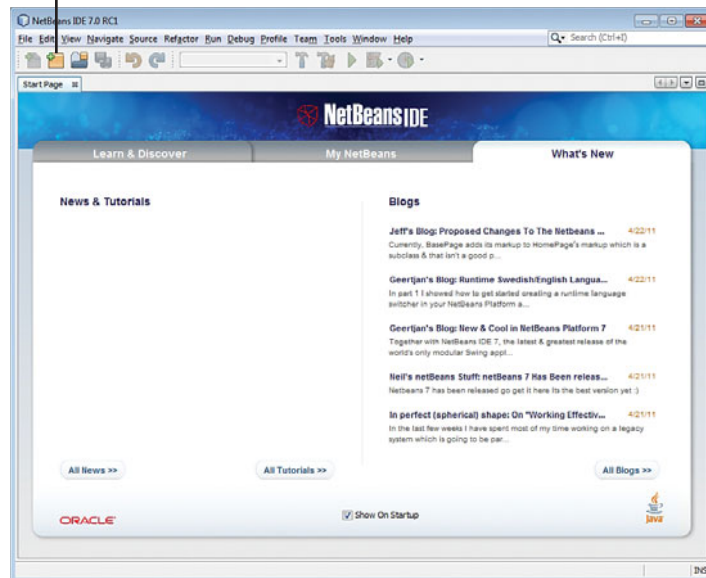 NetBeans IDE 7.0 RC1
File Edit View Navigate Source Refactor Run Debug Profile Team Tools Window Help
Search (Ctrl+I)
Start Page
NetBeans IDE
Learn & Discover
My NetBeans
What's New
News & Tutorials
Blogs
Jeff's Blog: Proposed Changes To The Netbeans ... 4/22/11
Currently, BasePage adds its markup to HomePage's markup which is a
subclass & that isn't a good p...
Geertjan's Blog: Runtime Swedish/English Langua... 4/22/11
In part 1 I showed how to get started creating a runtime language
switcher in your NetBeans Platform a...
Geertjan's Blog: New & Cool in NetBeans Platform 7 4/21/11
Together with NetBeans IDE 7, the latest & greatest release of the
world's only modular Swing appl...
Neil's netBeans Stuff: netBeans 7 Has Been releas... 4/21/11
Netbeans 7 has been released go get it here Its the best version yet :)
In perfect (spherical) shape: On "Working Effectiv... 4/21/11
In the last few weeks I have spent most of my time working on a legacy
system which is going to be par...
All News >>
All Tutorials >>
All Blogs >>
ORACLE
Show On Startup
Java
INS